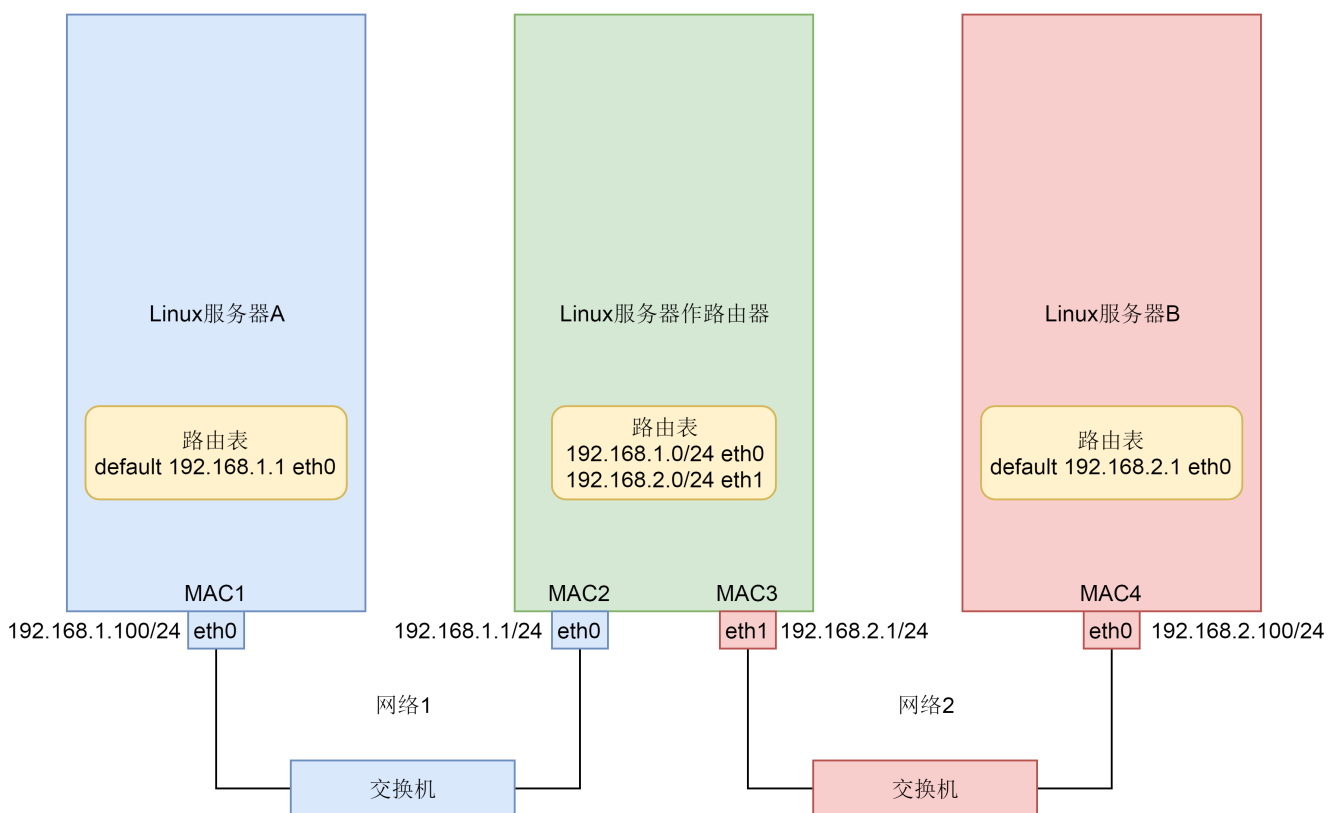 Linux服务器A
Linux服务器作路由器
Linux服务器B
路由表
default 192.168.1.1 eth0
路由表
192.168.1.0/24 eth0
192.168.2.0/24 eth1
路由表
default 192.168.2.1 eth0
MAC1
MAC2
MAC3
MAC4
192.168.1.100/24
eth0
192.168.1.1/24
eth0
eth1
192.168.2.1/24
eth0
192.168.2.100/24
网络1
网络2
交换机
交换机